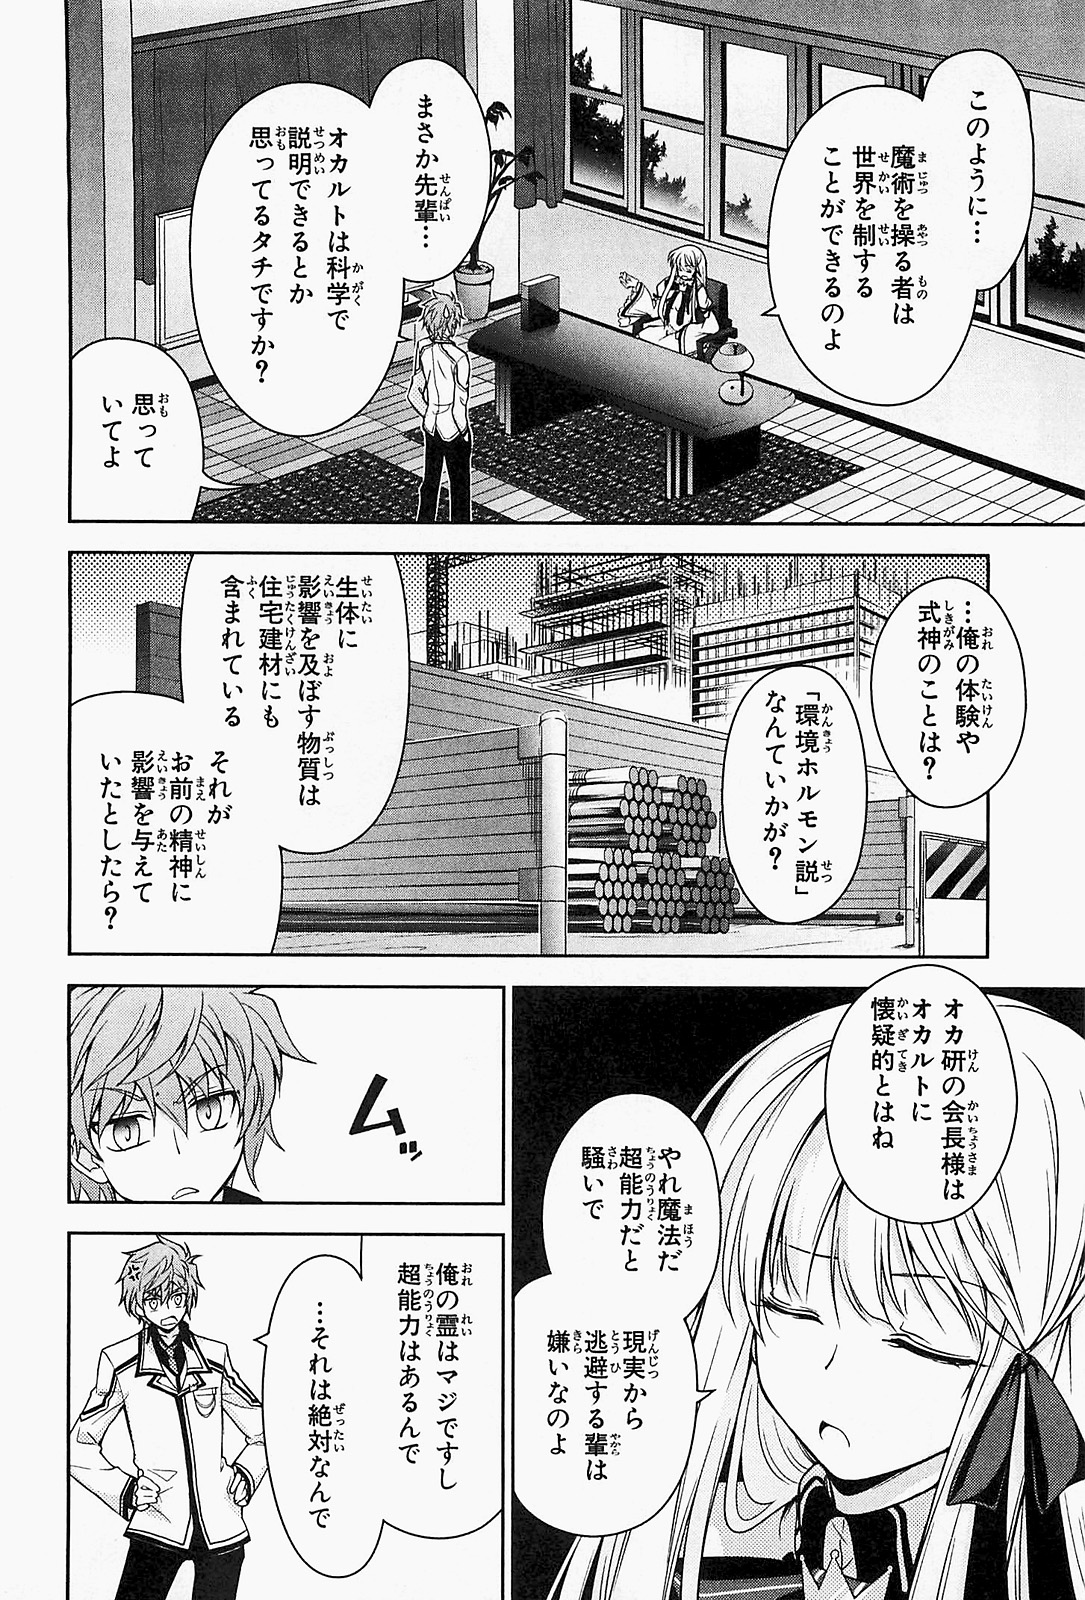 このように…
魔術を操る者は
世界を制する
ことができるのよ
まさか先輩…
オカルトは科学で
説明できるとか
思ってるタチですか？
思って
いてよ
…俺の体験や
式神のことは？
「環境ホルモン説」
なんていかが？
生体に
影響を及ぼす物質は
住宅建材にも
含まれている
それが
お前の精神に
影響を与えて
いたとしたら？
オカ研の会長様は
オカルトに
懐疑的とはね
やれ魔法だ
超能力だと
騒いで
現実から
逃避する輩は
嫌いなのよ
ムッ
俺の霊はマジですし
超能力はあるんで
…それは絶対なんで